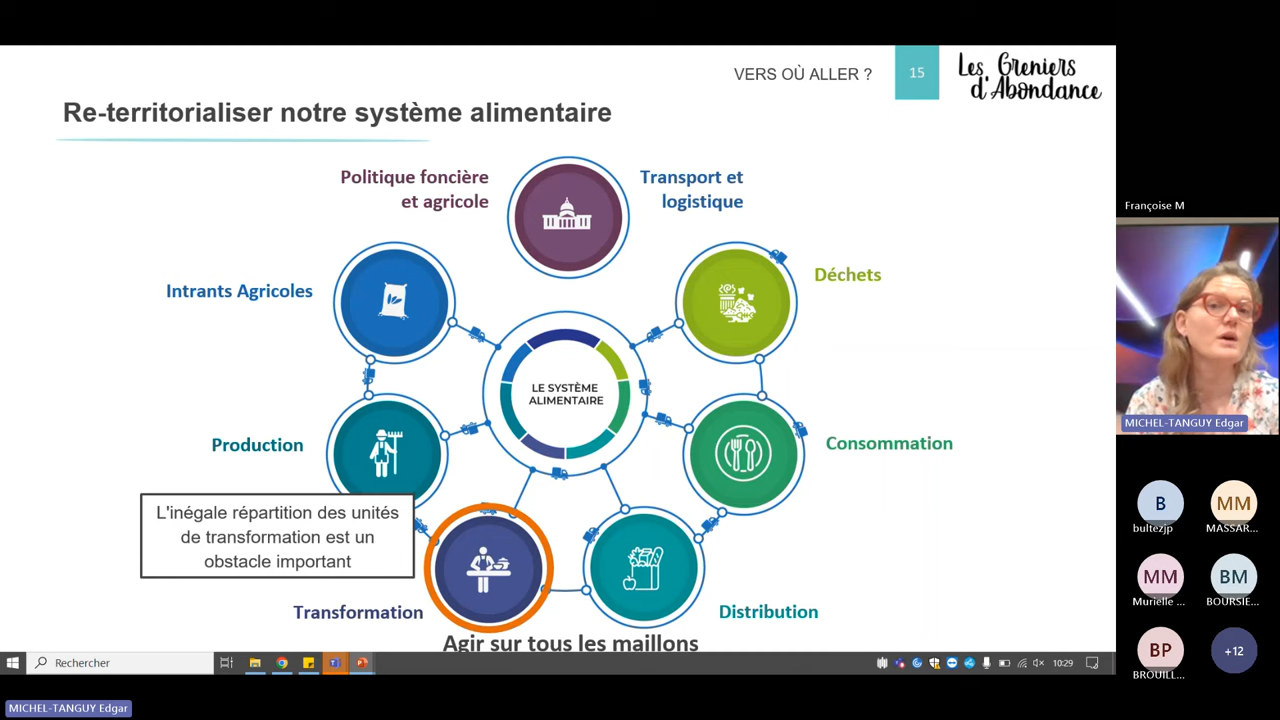 VERS OÙ ALLER ?
15
Les Greniers
d'Abondance
Re-territorialiser notre système alimentaire
Politique foncière
et agricole
Transport et
logistique
Intrants Agricoles
Déchets
LE SYSTÈME
ALIMENTAIRE
Production
Consommation
L'inégale répartition des unités
de transformation est un
obstacle important
Transformation
Distribution
Agir sur tous les maillons
Rechercher
10:29
Françoise M
MICHEL-TANGUY Edgar
B
bultezjp
MM
MASSAR...
MM
Murielle ...
BM
BOURSIE...
BP
BROUILL...
+12
MICHEL-TANGUY Edgar